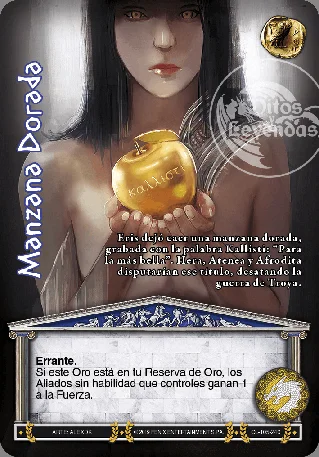 Mitos y
Leyendas
Manzana Dorada
Eris dejó caer una manzana dorada,
grabada con la palabra Kallisti: "Para
la más bella". Hera, Atenea y Afrodita
disputarían ese título, desatando la
guerra de Troya.
Errante.
Si este Oro está en tu Reserva de Oro, los
Aliados sin habilidad que controles ganan 1
a la Fuerza.